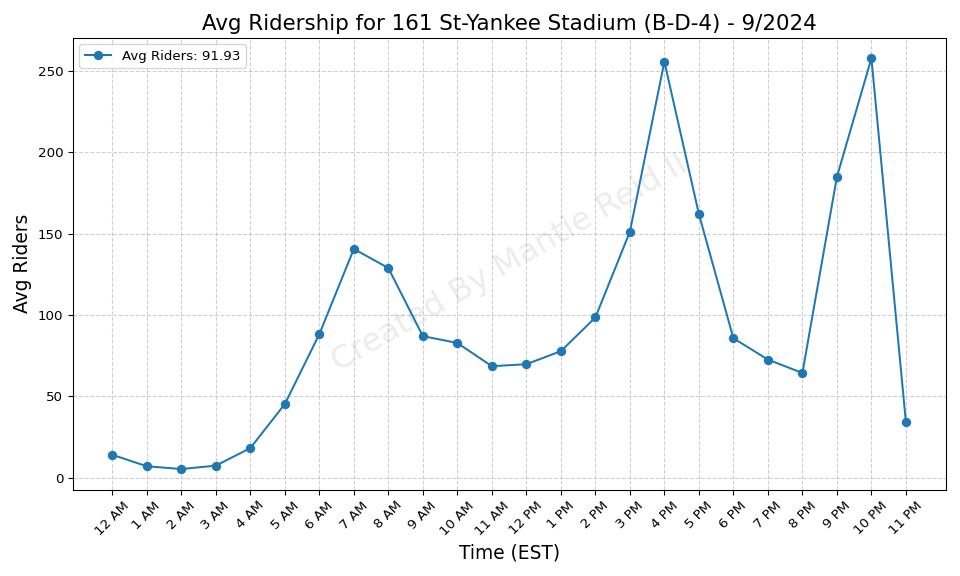 Avg Ridership for 161 St-Yankee Stadium (B-D-4) - 9/2024
Avg Riders: 91.93
Avg Riders
250
200
150
100
50
0
Created By Mantie Reid II
12 AM
1 AM
2 AM
3 AM
4 AM
5 AM
6 AM
7 AM
8 AM
9 AM
10 AM
11 AM
12 PM
1 PM
2 PM
3 PM
4 PM
5 PM
6 PM
7 PM
8 PM
9 PM
10 PM
11 PM
Time (EST)